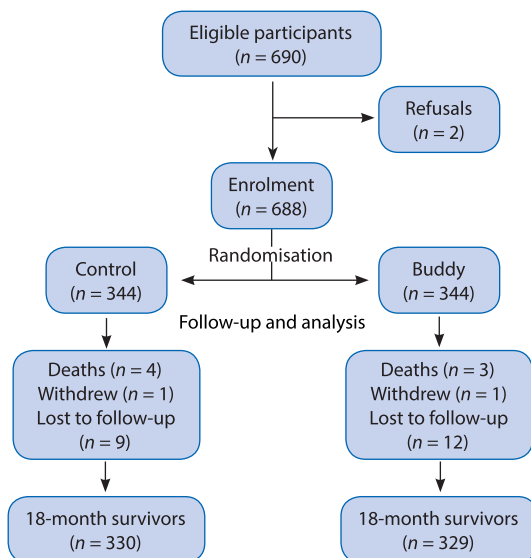 Eligible participants
(n = 690)
Refusals
(n = 2)
Enrolment
(n = 688)
Randomisation
Control
(n = 344)
Buddy
(n = 344)
Follow-up and analysis
Deaths (n = 4)
Withdrew (n = 1)
Lost to follow-up
(n = 9)
Deaths (n = 3)
Withdrew (n = 1)
Lost to follow-up
(n = 12)
18-month survivors
(n = 330)
18-month survivors
(n = 329)